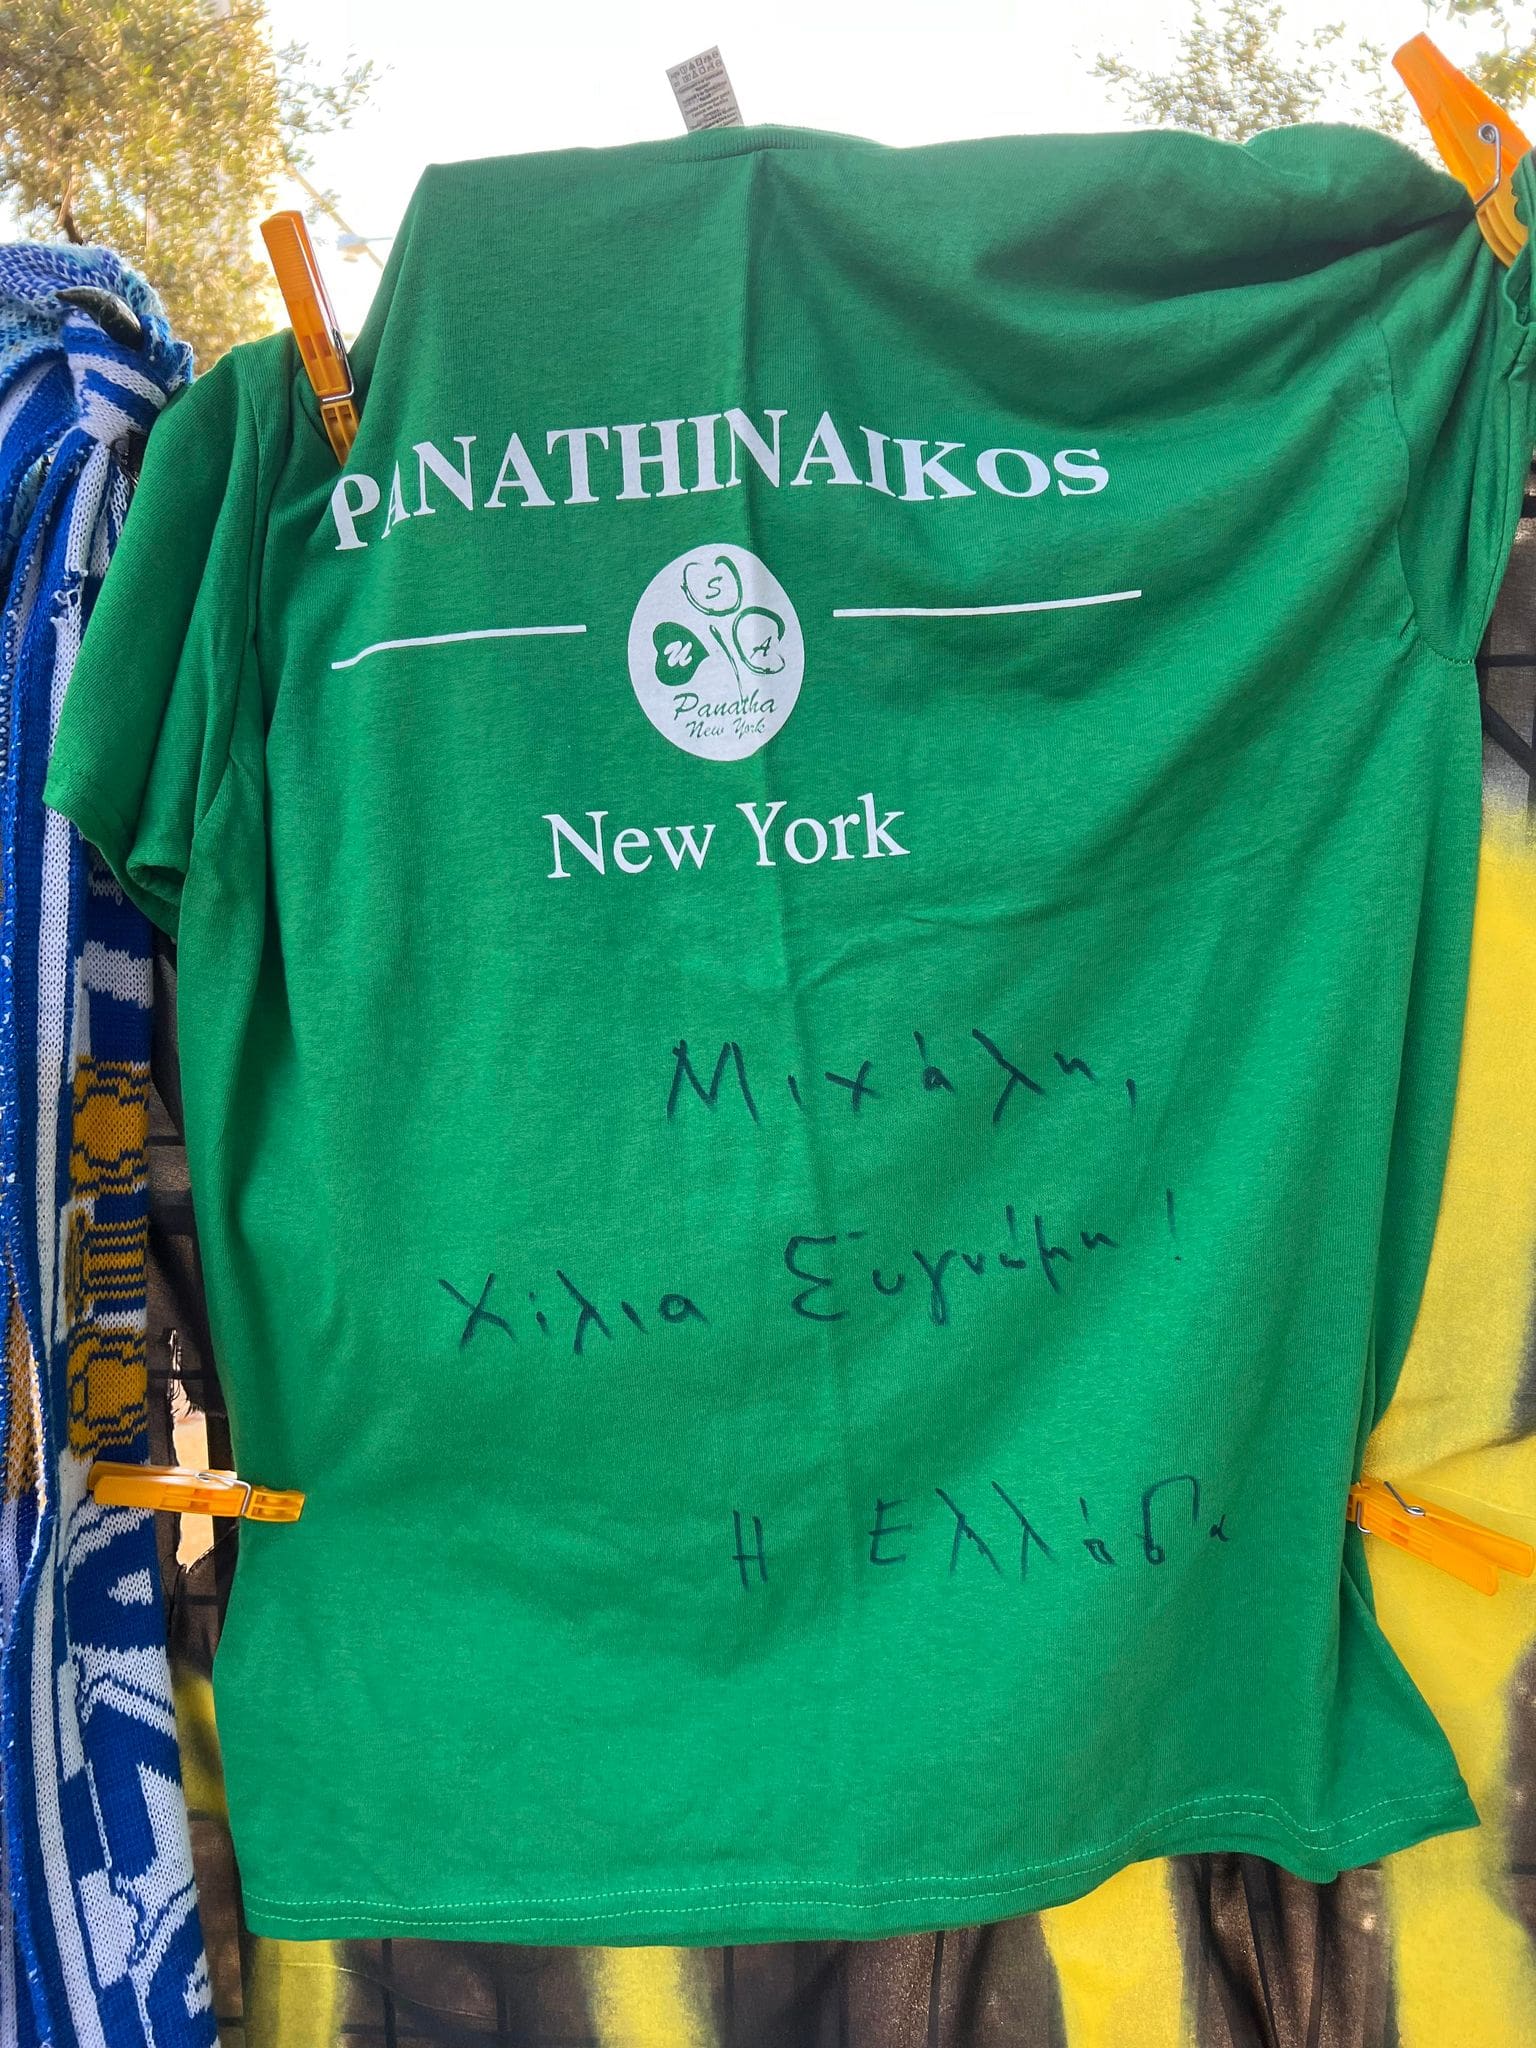 PANATHINAIKOS
S
U A
Panatha
New York
New York
Μιχάλη,
Χίλια Συγνώμη!
Η Ελλάδα